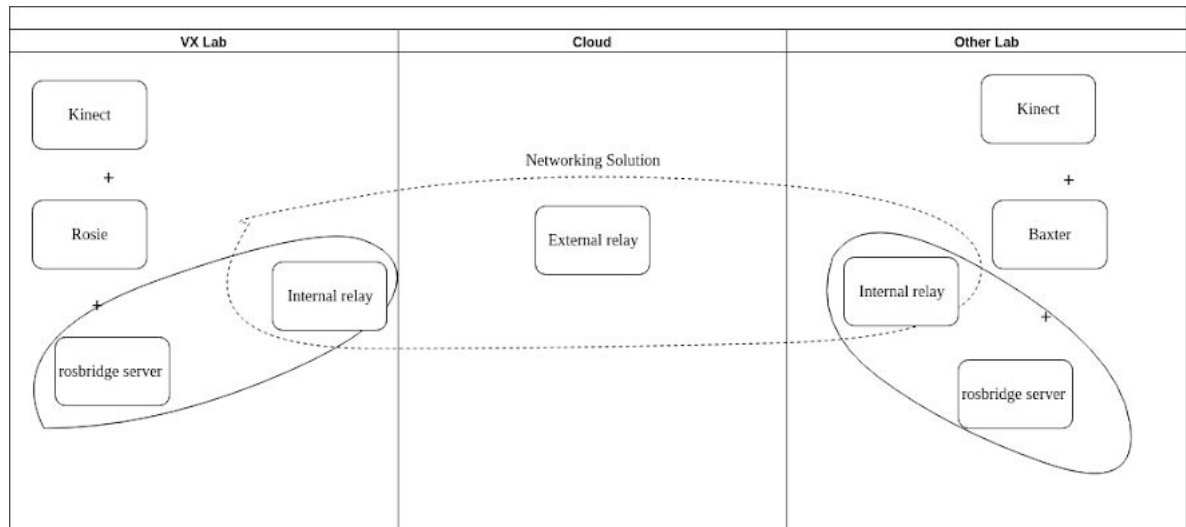 VX Lab
Cloud
Other Lab
Kinect
+
Rosie
+
rosbridge server
Internal relay
Networking Solution
External relay
Kinect
+
Baxter
Internal relay
+
rosbridge server